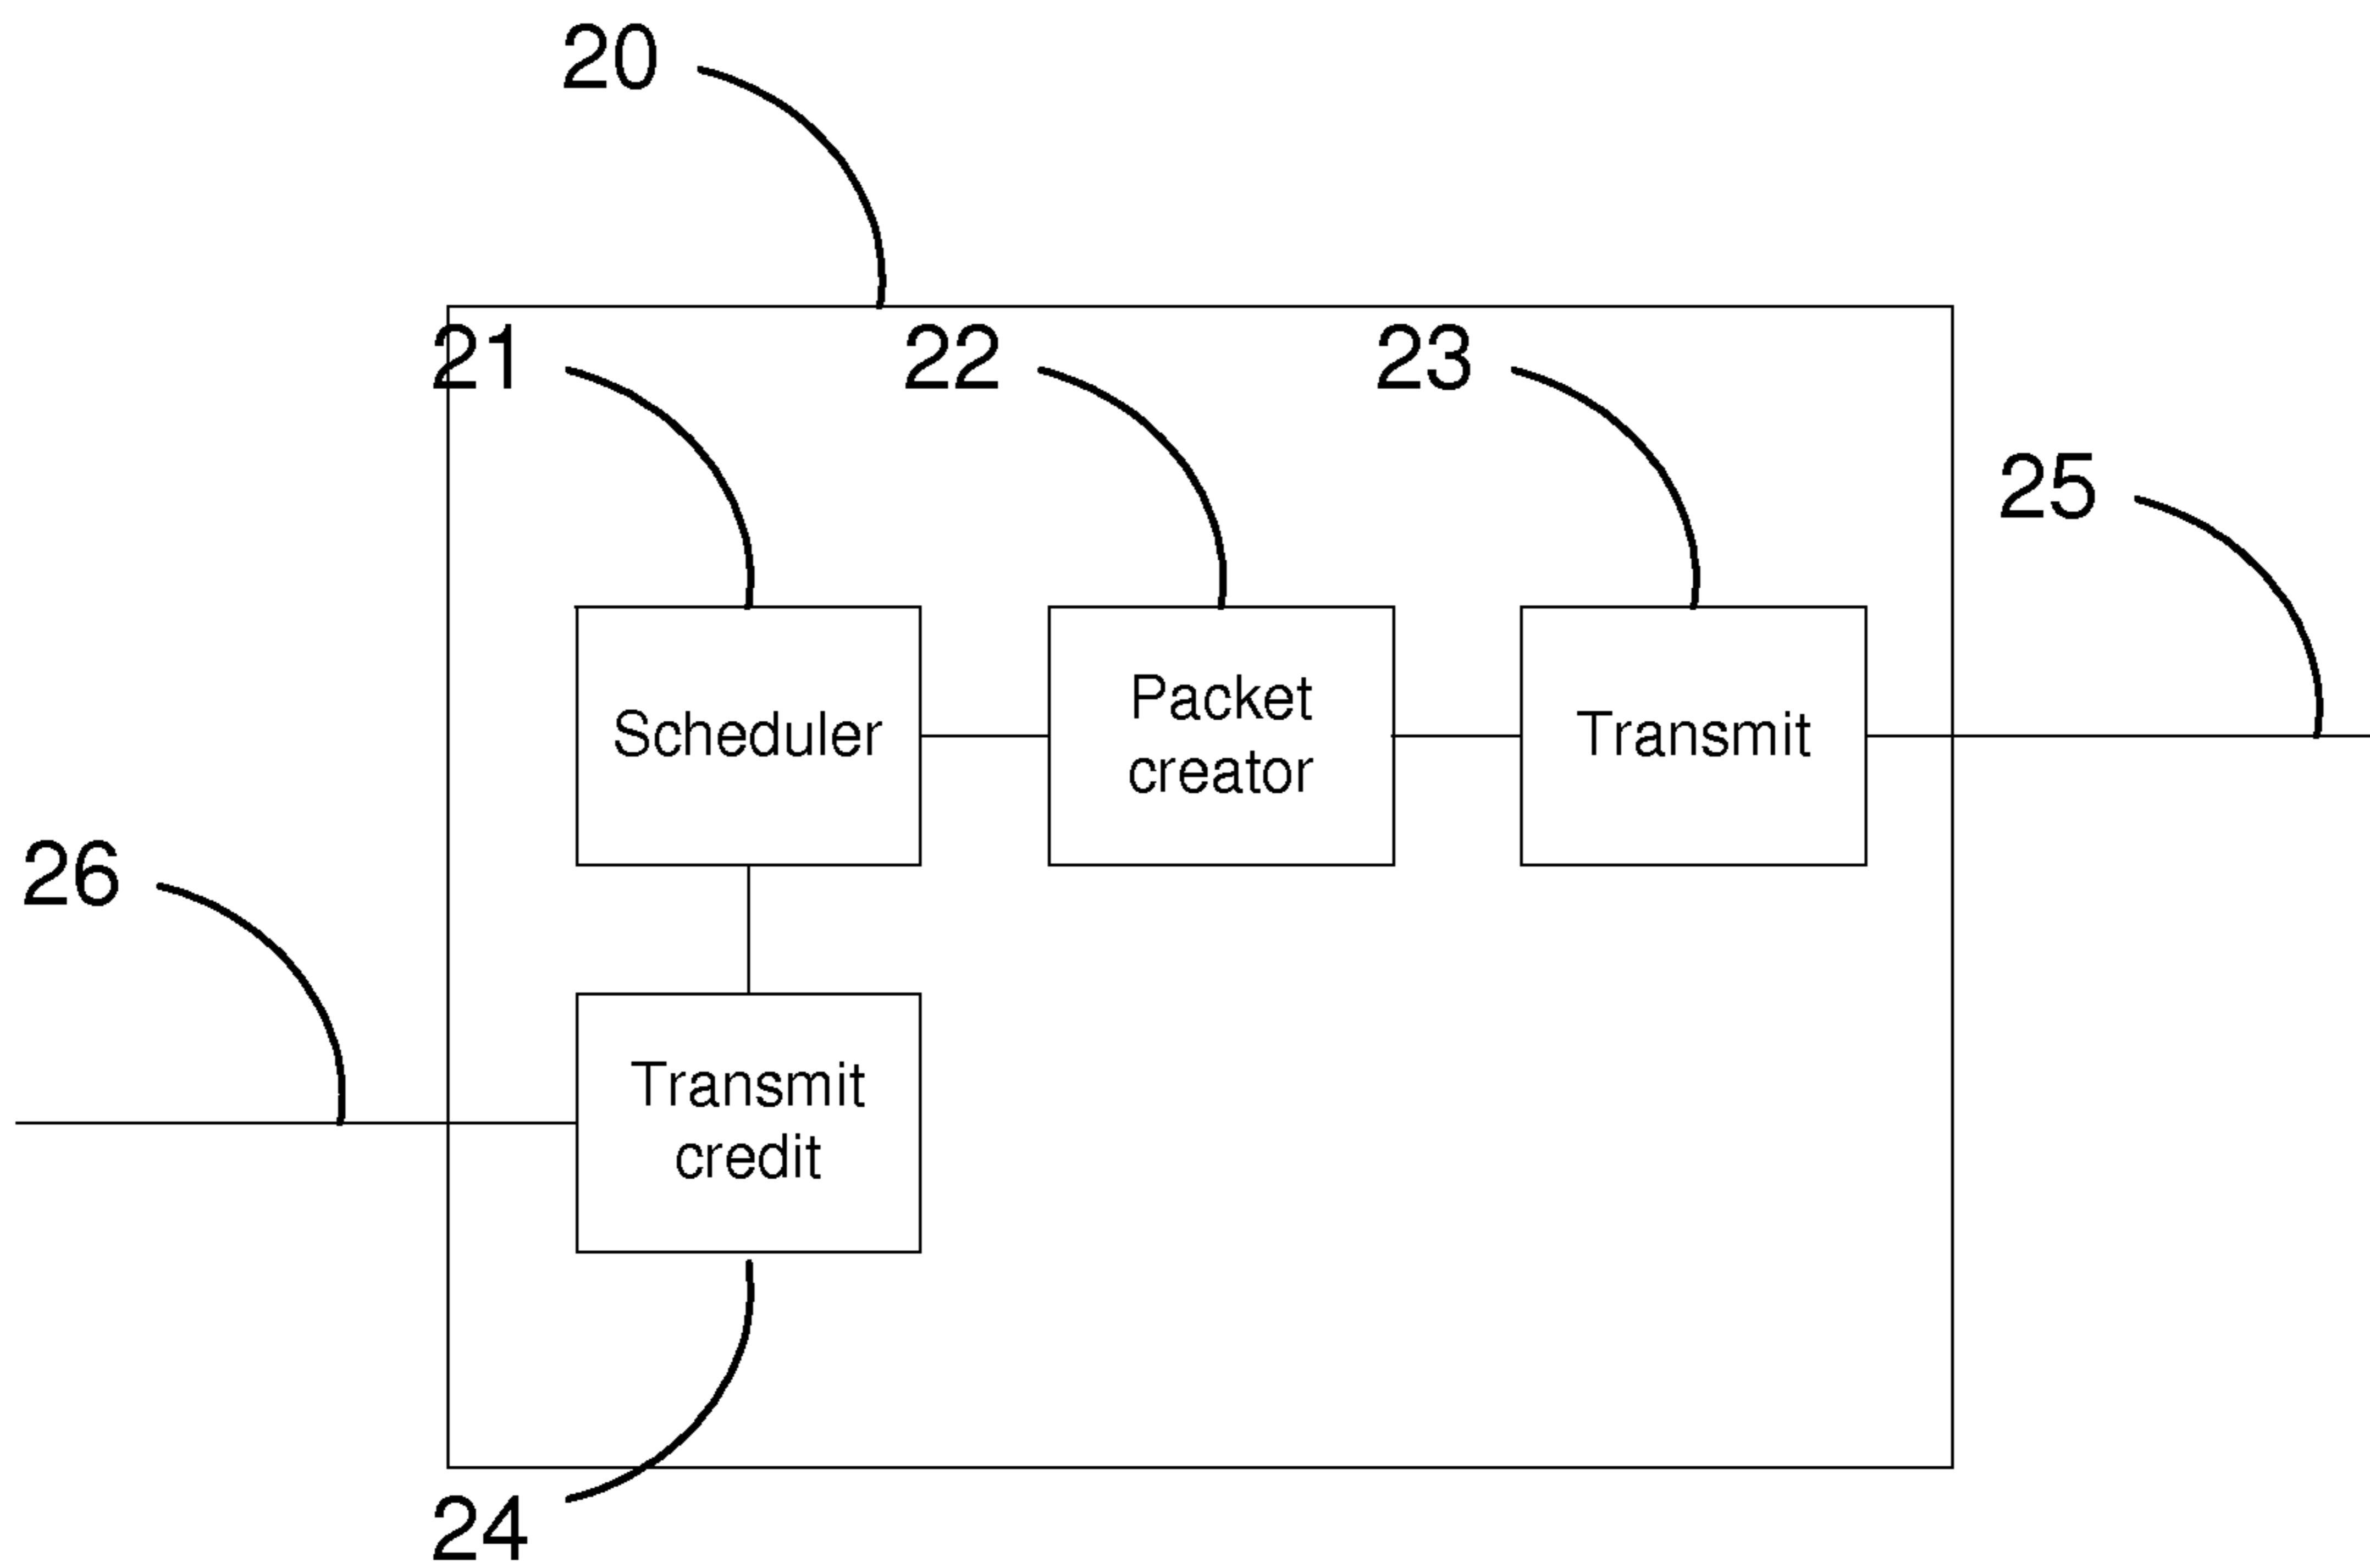 20
21
22
23
25
Scheduler
Packet
creator
Transmit
26
Transmit
credit
24